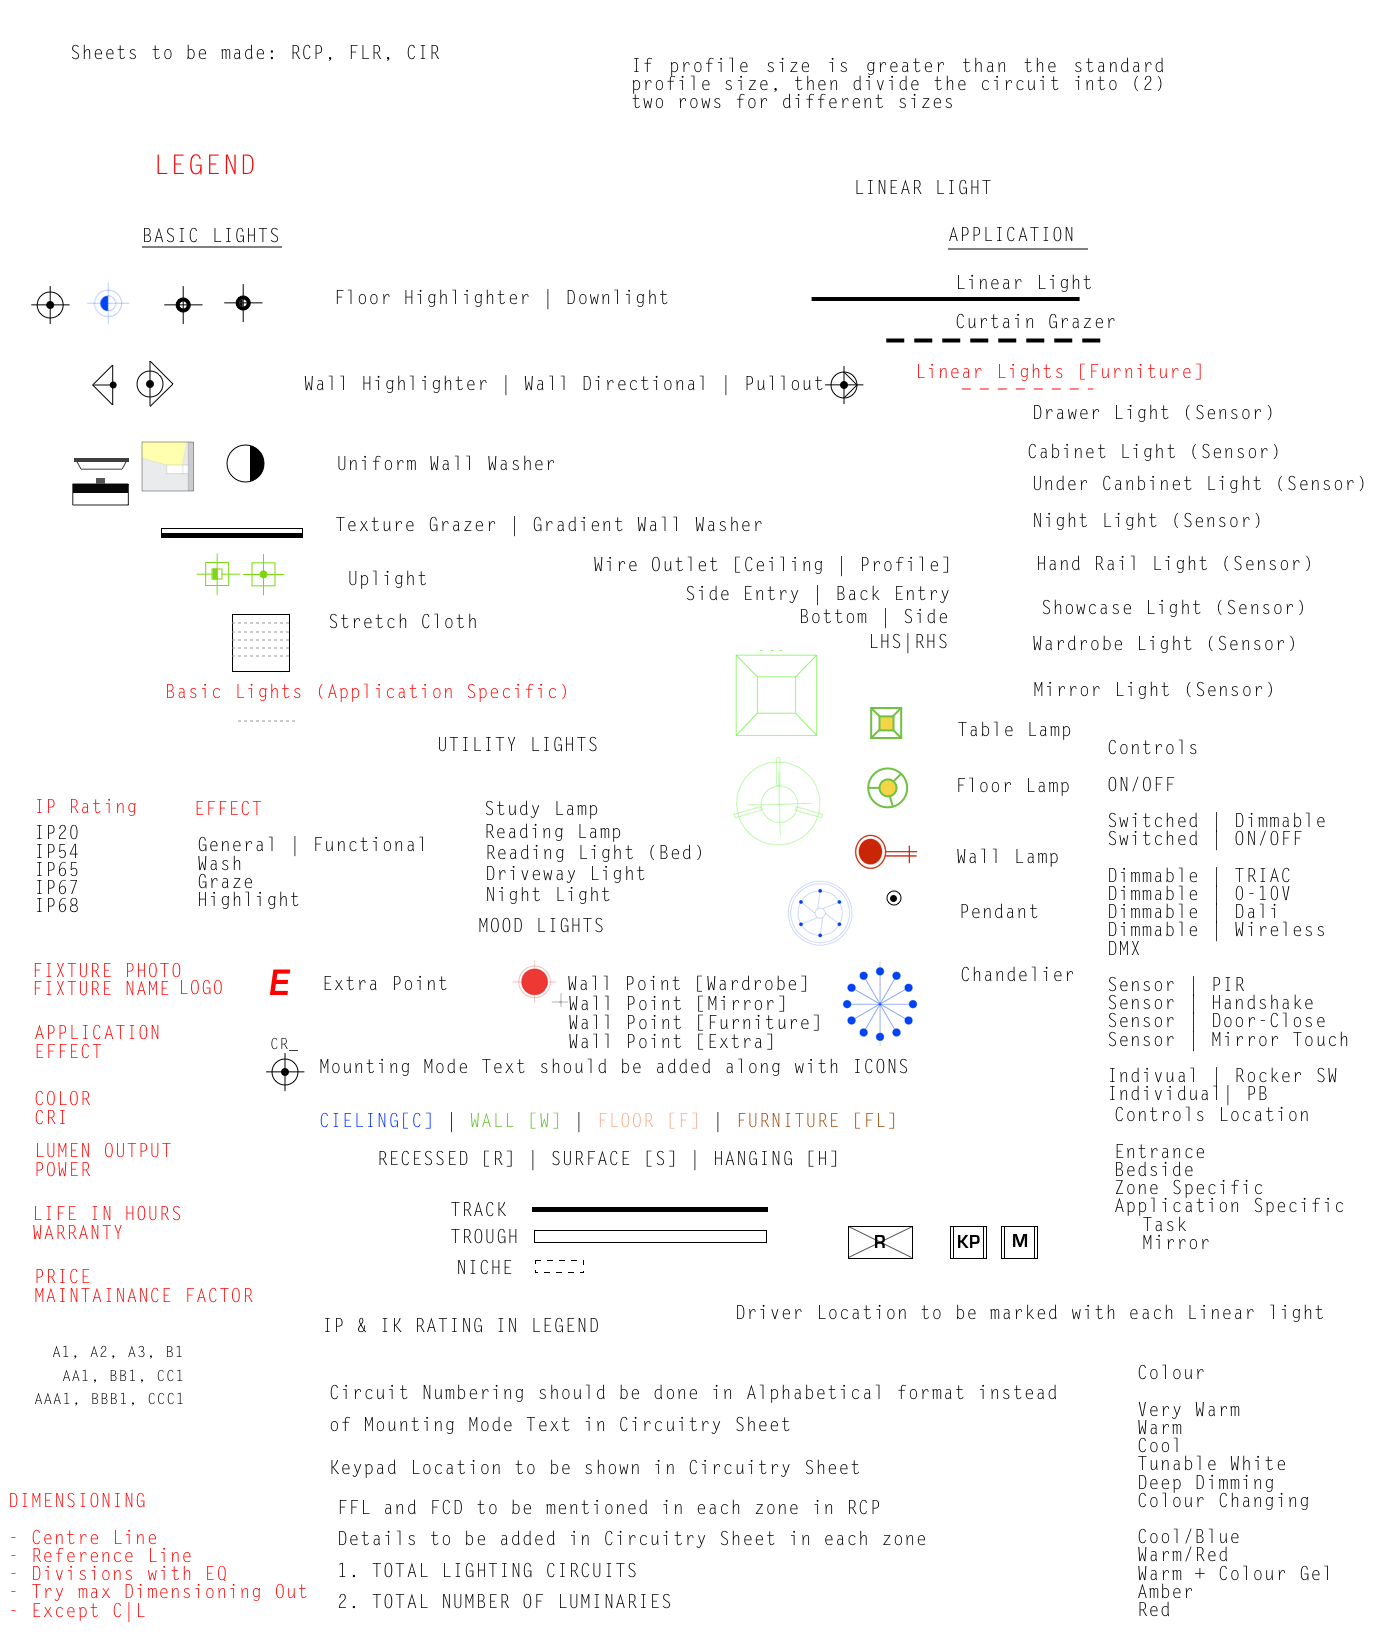 Sheets to be made: RCP, FLR, CIR
If profile size is greater than the standard
profile size, then divide the circuit into (2)
two rows for different sizes
LEGEND
LINEAR LIGHT
BASIC LIGHTS
APPLICATION
Linear Light
Floor Highlighter | Downlight
Curtain Grazer
Linear Lights [Furniture]
Wall Highlighter | Wall Directional | Pullout
Drawer Light (Sensor)
Cabinet Light (Sensor)
Uniform Wall Washer
Under Canbinet Light (Sensor)
Texture Grazer | Gradient Wall Washer
Night Light (Sensor)
Wire Outlet [Ceiling | Profile]
Hand Rail Light (Sensor)
Uplight
Side Entry | Back Entry
Showcase Light (Sensor)
Bottom | Side
Stretch Cloth
LHS|RHS
Wardrobe Light (Sensor)
Basic Lights (Application Specific)
Mirror Light (Sensor)
Table Lamp
UTILITY LIGHTS
Controls
Floor Lamp
ON/OFF
IP Rating
IP20
IP54
IP65
IP67
IP68
EFFECT
General | Functional
Wash
Graze
Highlight
Study Lamp
Reading Lamp
Reading Light (Bed)
Driveway Light
Night Light
MOOD LIGHTS
Switched | Dimmable
Switched | ON/OFF
Wall Lamp
Dimmable | TRIAC
Dimmable | 0-10V
Dimmable | Dali
Dimmable | Wireless
DMX
Pendant
Chandelier
FIXTURE PHOTO
FIXTURE NAME LOGO
E
Extra Point
Wall Point [Wardrobe]
Wall Point [Mirror]
Wall Point [Furniture]
Wall Point [Extra]
Sensor | PIR
Sensor | Handshake
Sensor | Door-Close
Sensor | Mirror Touch
APPLICATION
EFFECT
CR_
Mounting Mode Text should be added along with ICONS
Indivual | Rocker SW
Individual| PB
COLOR
CRI
CIELING[C] | WALL [W] | FLOOR [F] | FURNITURE [FL]
Controls Location
LUMEN OUTPUT
POWER
RECESSED [R] | SURFACE [S] | HANGING [H]
Entrance
Bedside
Zone Specific
Application Specific
Task
Mirror
LIFE IN HOURS
WARRANTY
TRACK
TROUGH
NICHE
R
KP
M
PRICE
MAINTAINANCE FACTOR
Driver Location to be marked with each Linear light
IP & IK RATING IN LEGEND
A1, A2, A3, B1
AA1, BB1, CC1
AAA1, BBB1, CCC1
Circuit Numbering should be done in Alphabetical format instead
of Mounting Mode Text in Circuitry Sheet
Keypad Location to be shown in Circuitry Sheet
FFL and FCD to be mentioned in each zone in RCP
Details to be added in Circuitry Sheet in each zone
1. TOTAL LIGHTING CIRCUITS
2. TOTAL NUMBER OF LUMINARIES
Colour
Very Warm
Warm
Cool
Tunable White
Deep Dimming
Colour Changing
Cool/Blue
Warm/Red
Warm + Colour Gel
Amber
Red
DIMENSIONING
- Centre Line
- Reference Line
- Divisions with EQ
- Try max Dimensioning Out
- Except C|L